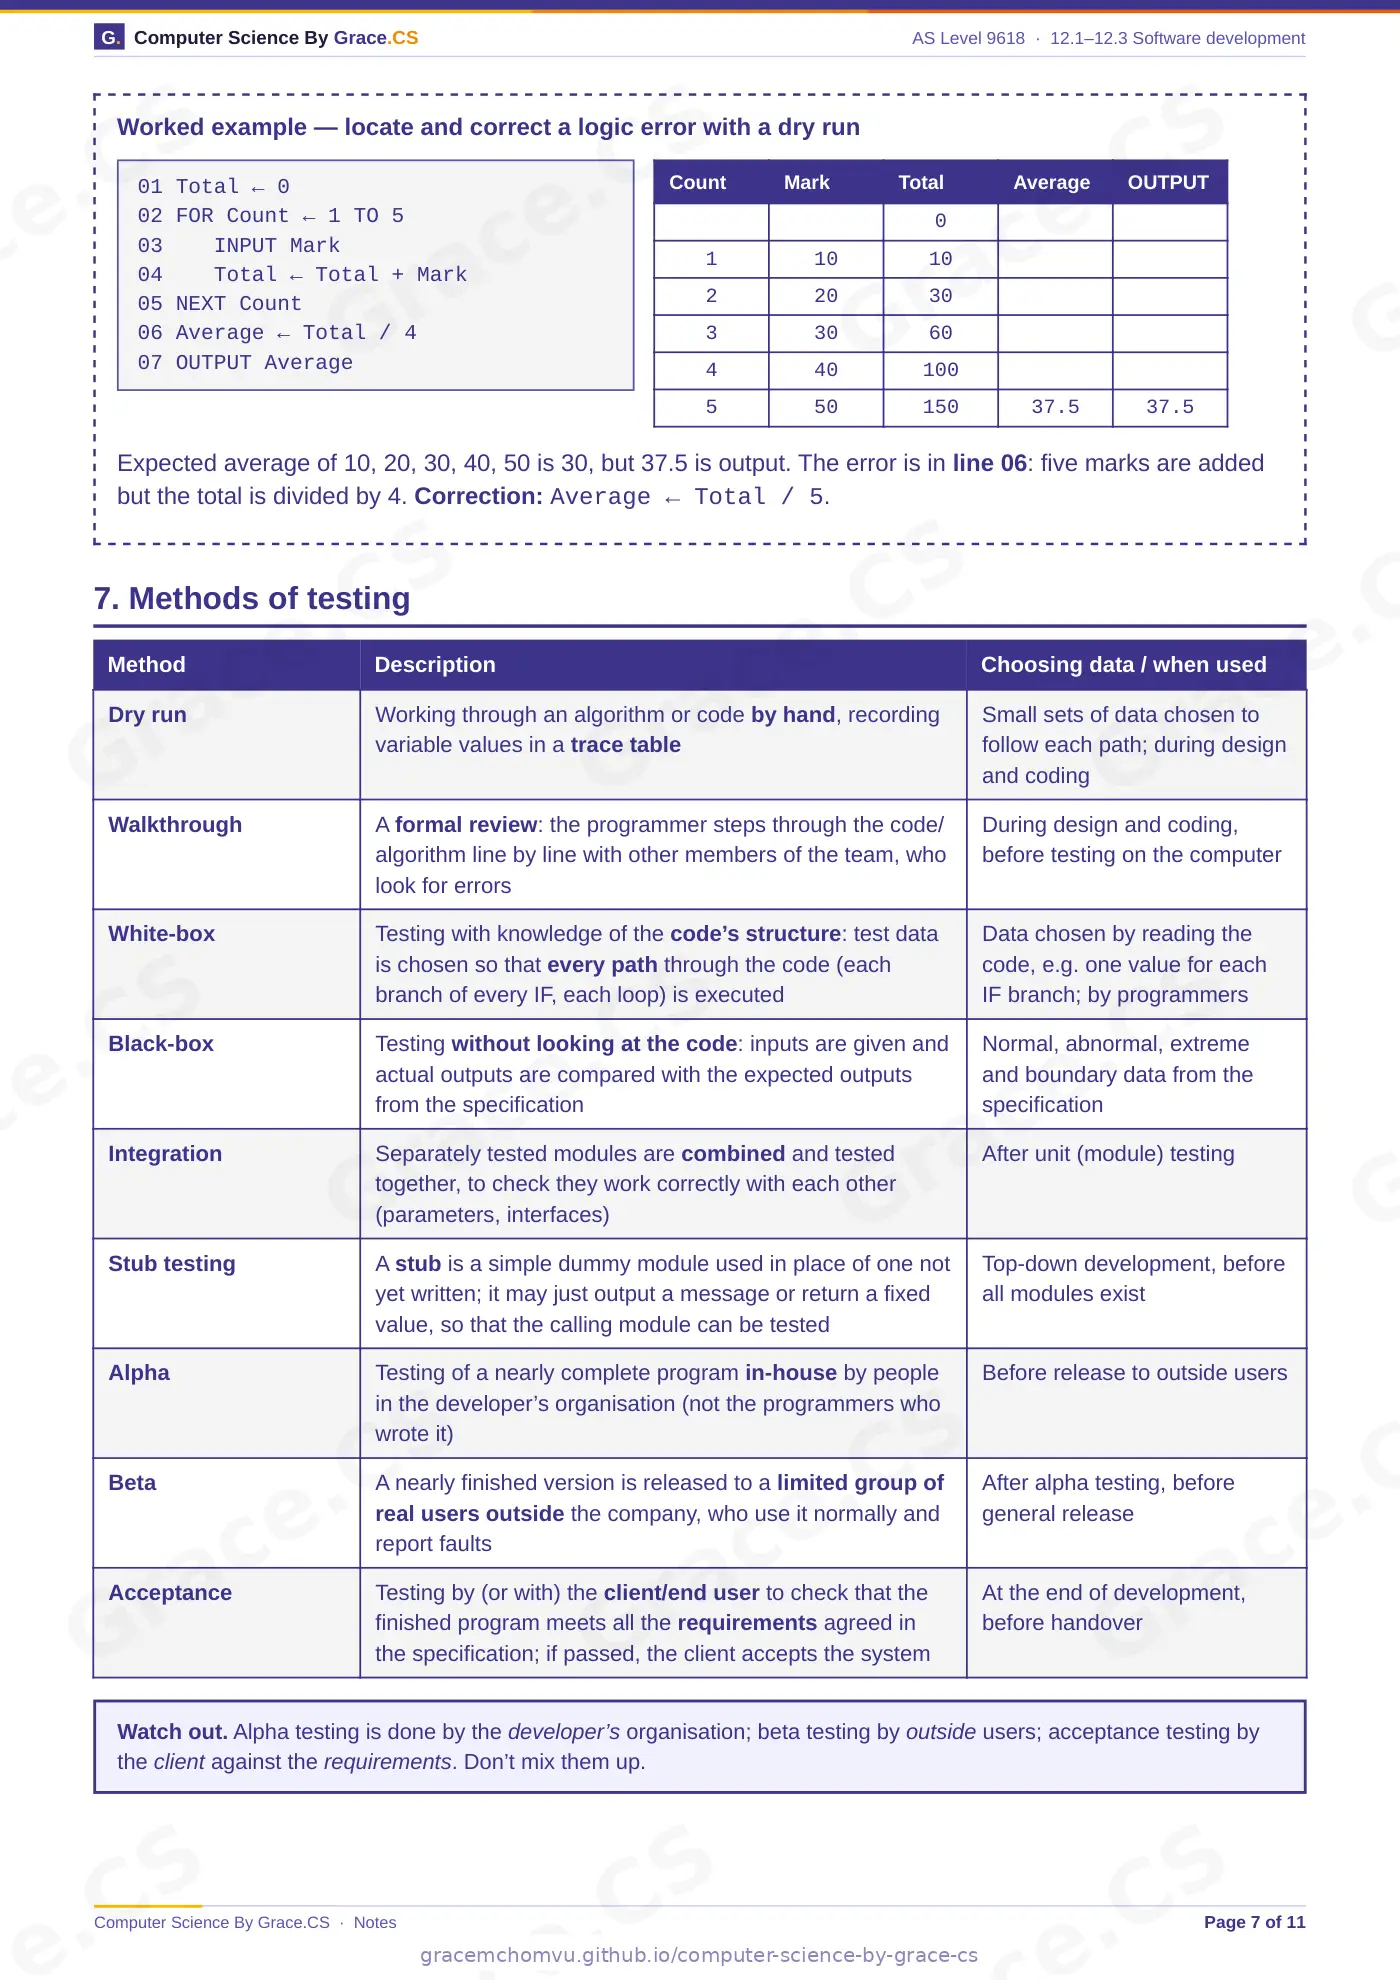 G. Computer Science By Grace.CS
AS Level 9618 · 12.1–12.3 Software development
Worked example — locate and correct a logic error with a dry run
01 Total ← 0
02 FOR Count ← 1 TO 5
03    INPUT Mark
04    Total ← Total + Mark
05 NEXT Count
06 Average ← Total / 4
07 OUTPUT Average
Count Mark Total Average OUTPUT
0
1 10 10
2 20 30
3 30 60
4 40 100
5 50 150 37.5 37.5
Expected average of 10, 20, 30, 40, 50 is 30, but 37.5 is output. The error is in line 06: five marks are added
but the total is divided by 4. Correction: Average ← Total / 5.
7. Methods of testing
Method Description Choosing data / when used
Dry run
Working through an algorithm or code by hand, recording
variable values in a trace table
Small sets of data chosen to
follow each path; during design
and coding
Walkthrough
A formal review: the programmer steps through the code/
algorithm line by line with other members of the team, who
look for errors
During design and coding,
before testing on the computer
White-box
Testing with knowledge of the code’s structure: test data
is chosen so that every path through the code (each
branch of every IF, each loop) is executed
Data chosen by reading the
code, e.g. one value for each
IF branch; by programmers
Black-box
Testing without looking at the code: inputs are given and
actual outputs are compared with the expected outputs
from the specification
Normal, abnormal, extreme
and boundary data from the
specification
Integration
Separately tested modules are combined and tested
together, to check they work correctly with each other
(parameters, interfaces)
After unit (module) testing
Stub testing
A stub is a simple dummy module used in place of one not
yet written; it may just output a message or return a fixed
value, so that the calling module can be tested
Top-down development, before
all modules exist
Alpha
Testing of a nearly complete program in-house by people
in the developer’s organisation (not the programmers who
wrote it)
Before release to outside users
Beta
A nearly finished version is released to a limited group of
real users outside the company, who use it normally and
report faults
After alpha testing, before
general release
Acceptance
Testing by (or with) the client/end user to check that the
finished program meets all the requirements agreed in
the specification; if passed, the client accepts the system
At the end of development,
before handover
Watch out. Alpha testing is done by the developer’s organisation; beta testing by outside users; acceptance testing by
the client against the requirements. Don’t mix them up.
Computer Science By Grace.CS · Notes
Page 7 of 11
gracemchomvu.github.io/computer-science-by-grace-cs